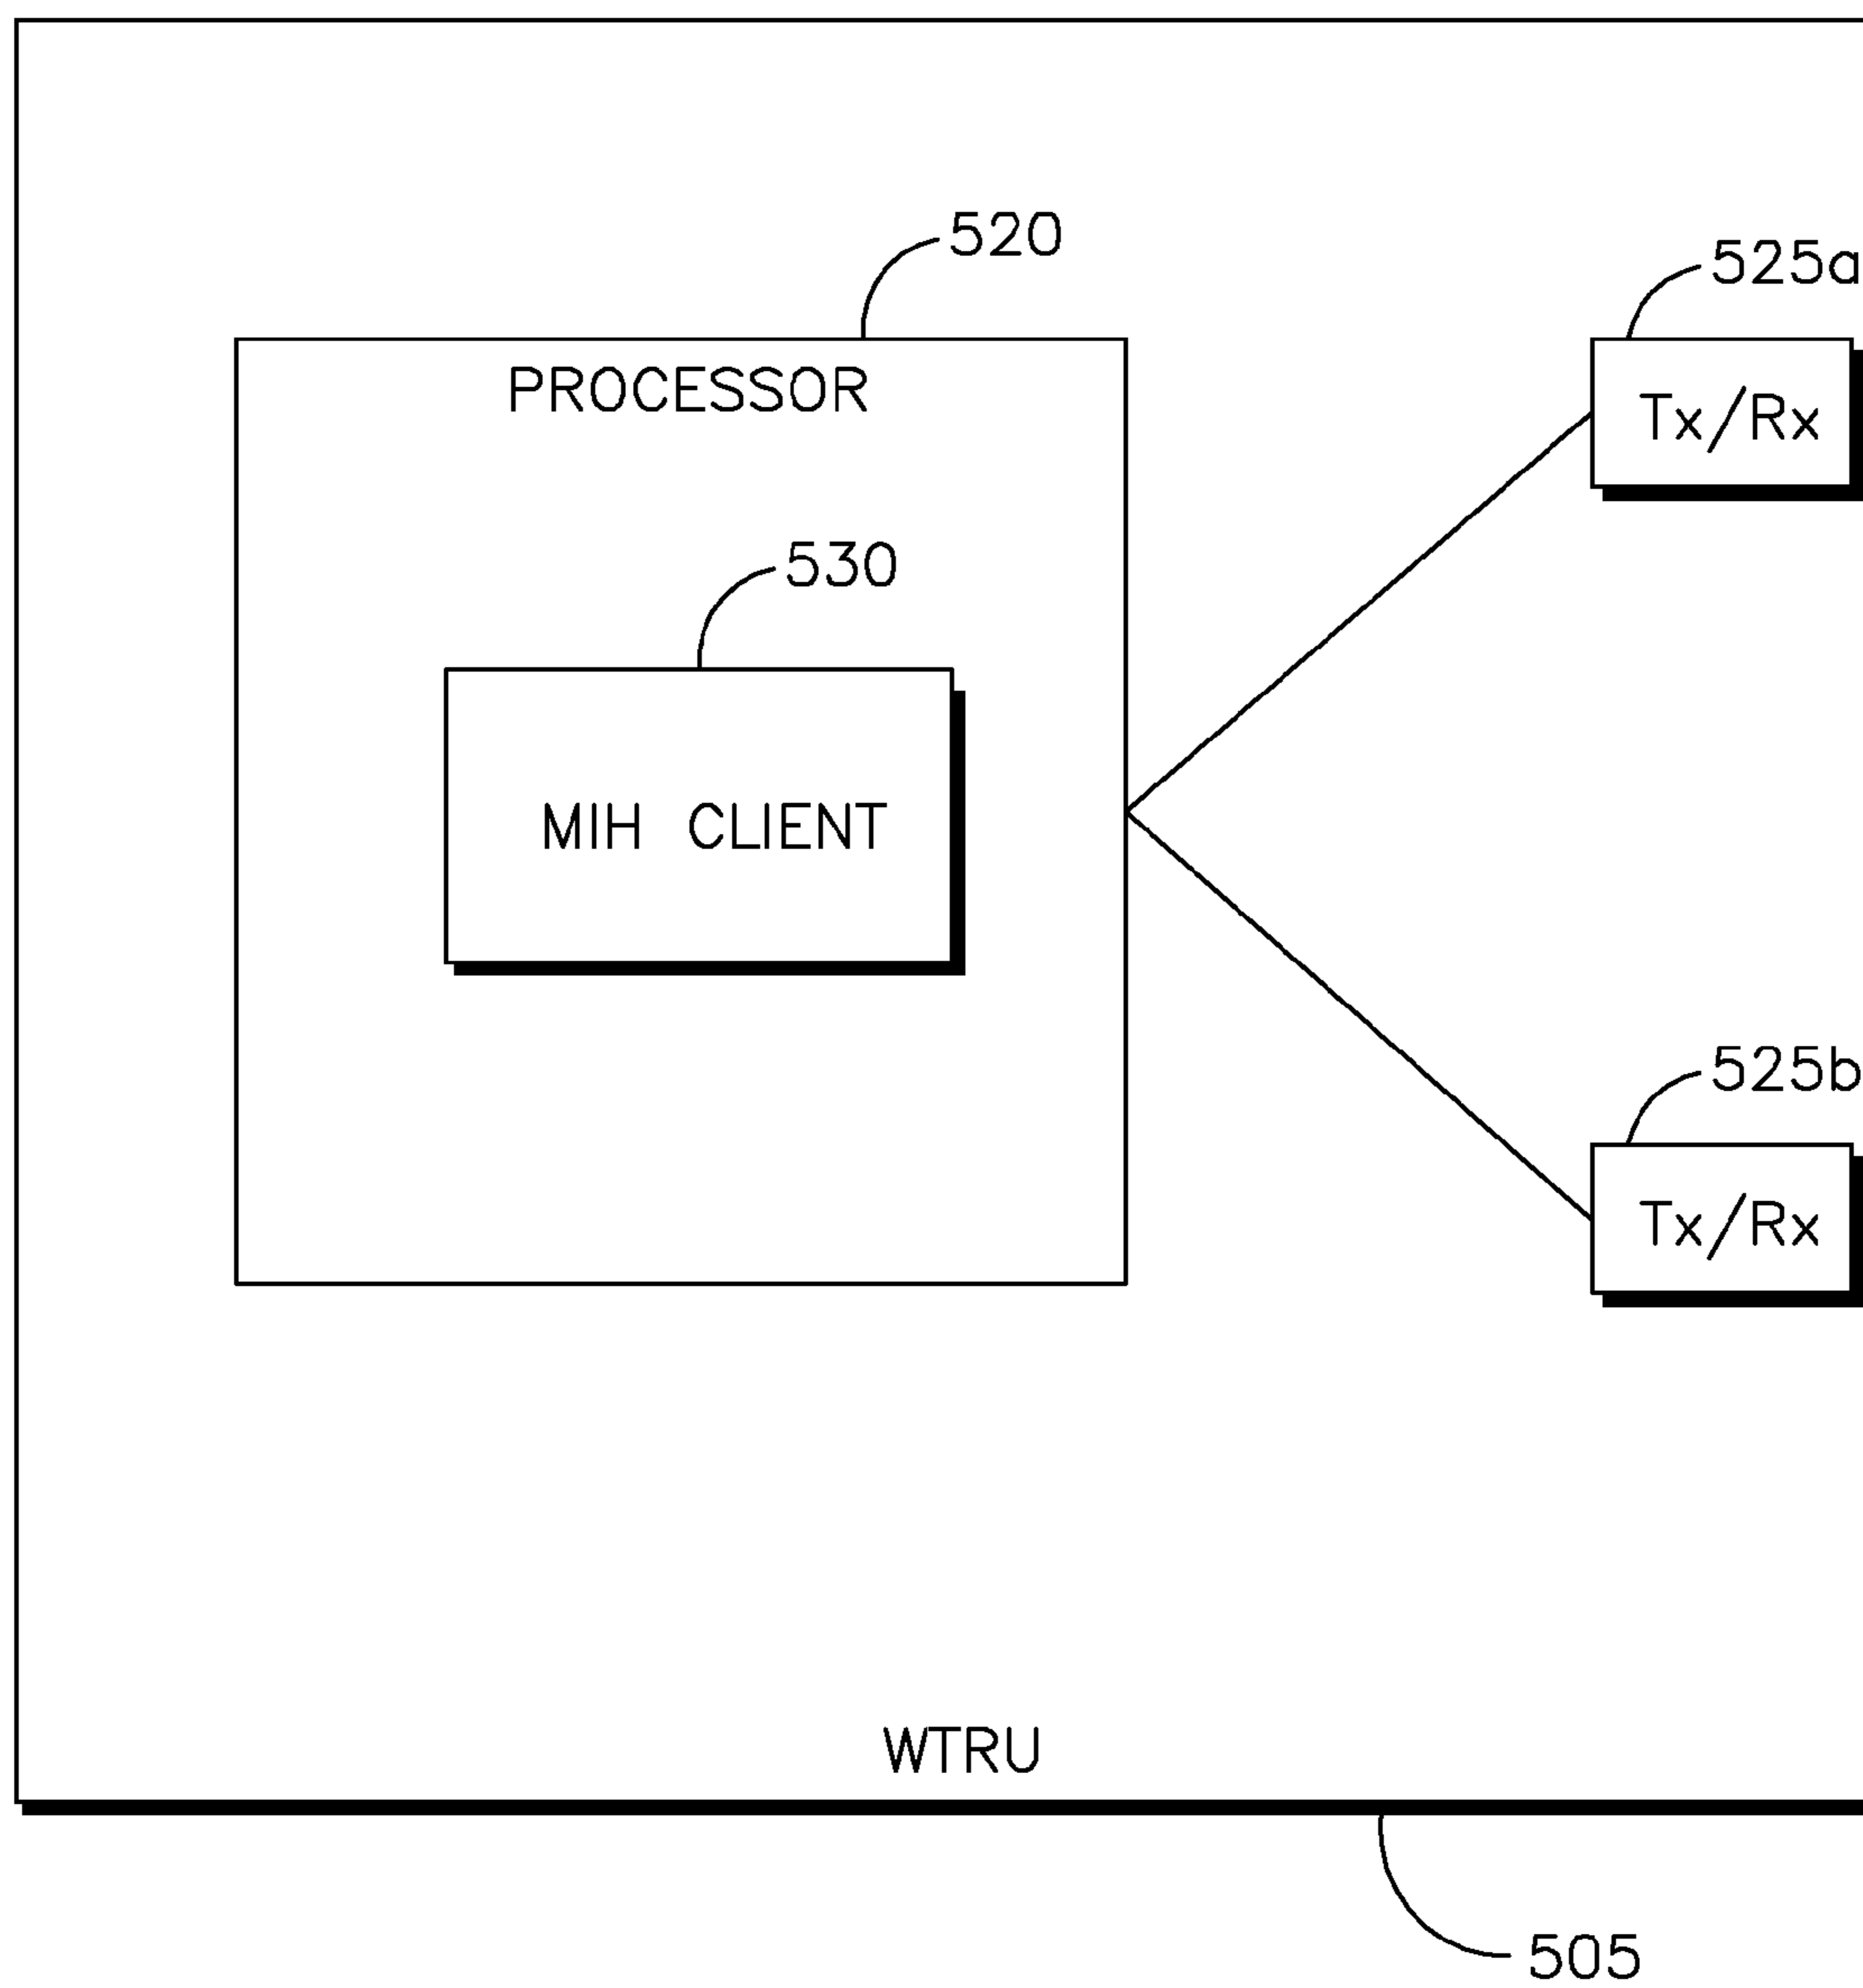 520
525a
PROCESSOR
Tx/Rx
530
MIH CLIENT
525b
Tx/Rx
WTRU
505